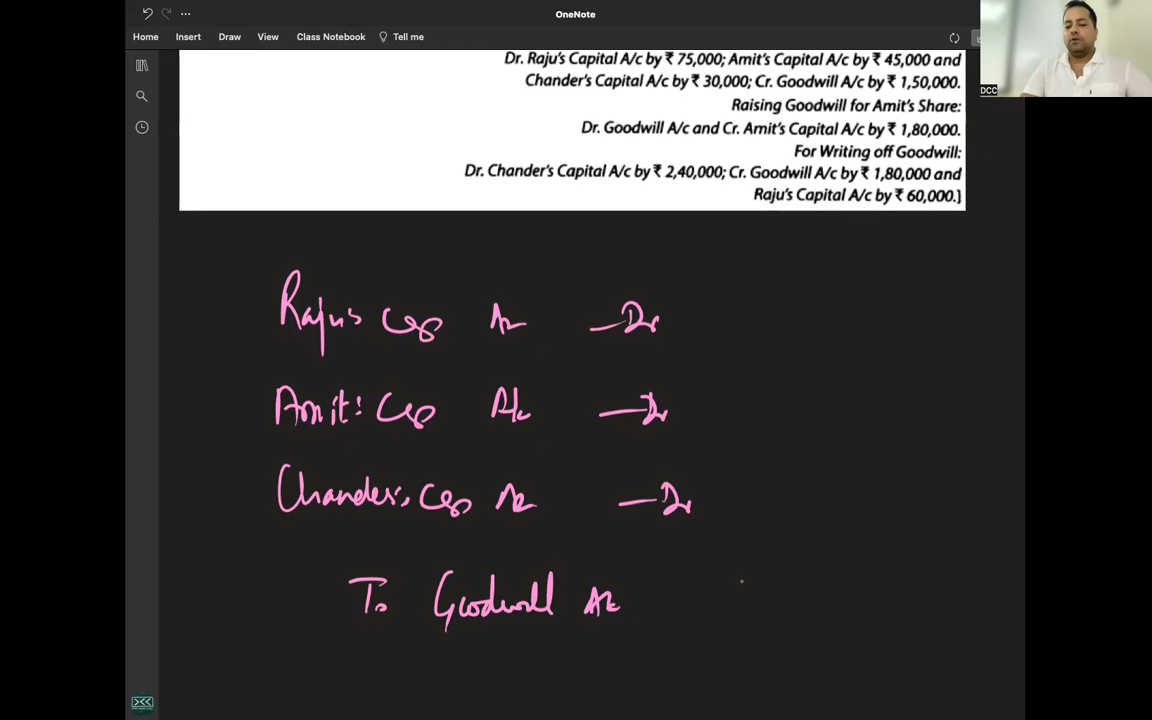 OneNote
Home Insert Draw View Class Notebook Tell me
DCC
Dr. Raju's Capital A/c by ₹ 75,000; Amit's Capital A/c by ₹ 45,000 and
Chander's Capital A/c by ₹ 30,000; Cr. Goodwill A/c by ₹ 1,50,000.
Raising Goodwill for Amit's Share:
Dr. Goodwill A/c and Cr. Amit's Capital A/c by ₹ 1,80,000.
For Writing off Goodwill:
Dr. Chander's Capital A/c by ₹ 2,40,000; Cr. Goodwill A/c by ₹ 1,80,000 and
Raju's Capital A/c by ₹ 60,000.]
Raju's Cap A/c —Dr
Amit's Cap A/c —Dr
Chander's Cap A/c —Dr
To Goodwill A/c